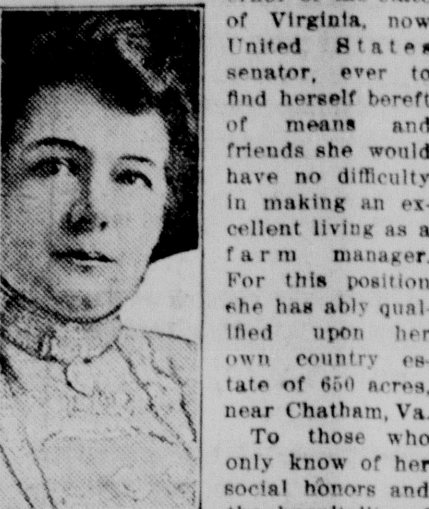 of Virginia, now
United States
senator, ever to
find herself bereft
of means and
friends she would
have no difficulty
in making an ex-
cellent living as a
farm manager.
For this position
she has ably qual-
ified upon her
own country es-
tate of 650 acres,
near Chatham, Va.
To those who
only know of her
social honors and